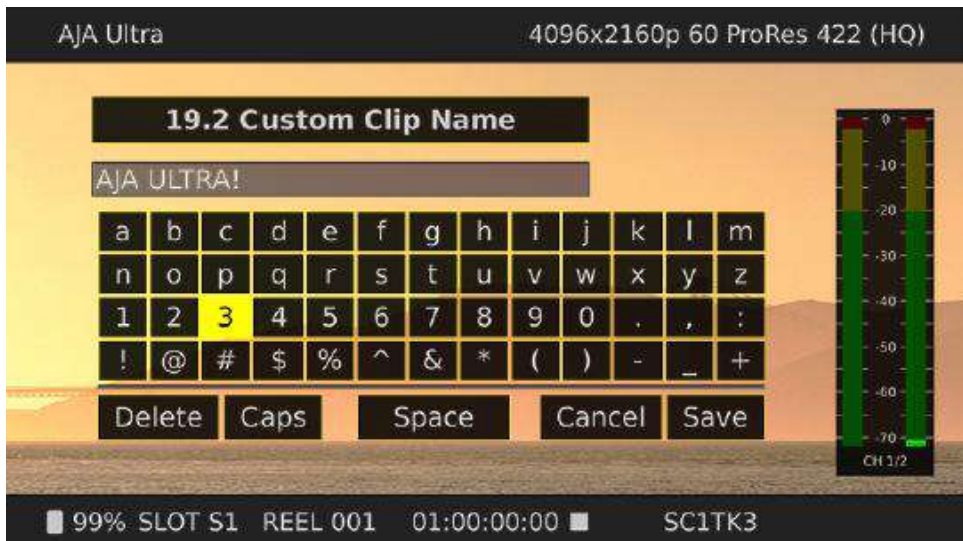 AJA Ultra 4096x2160p 60 ProRes 422 (HQ)
19.2 Custom Clip Name
AJA ULTRA!
a b c d e f g h i j k l m
n o p q r s t u v w x y z
1 2 3 4 5 6 7 8 9 0 . , :
! @ # $ % ^ & * ( ) - _ +
Delete Caps Space Cancel Save
0
-10
-20
-30
-40
-50
-60
-70
CH 1/2
99% SLOT S1 REEL 001 01:00:00:00 SC1TK3